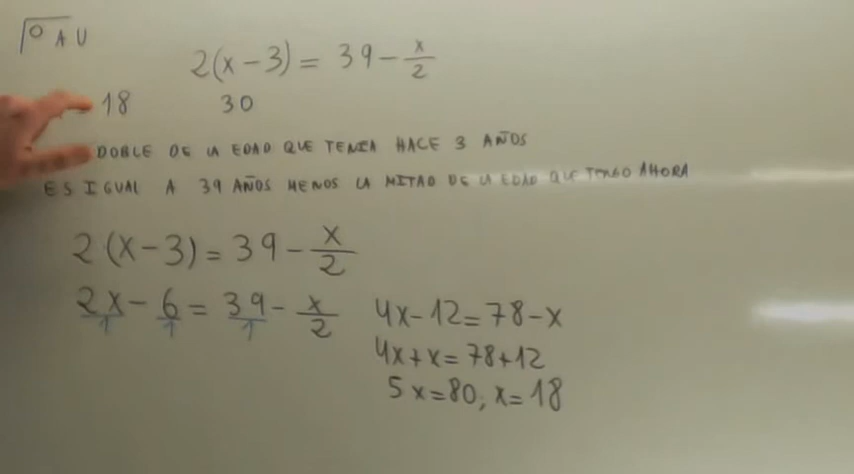 O A U
2(x-3) = 39 - x/2
18 30
DOBLE DE LA EDAD QUE TENIA HACE 3 AÑOS
ES IGUAL A 39 AÑOS MENOS LA MITAD DE LA EDAD QUE TENGO AHORA
2(x-3) = 39 - x/2
2x/1 - 6/1 = 39/1 - x/2
4x-12=78-x
4x+x=78+12
5x=80; x=18